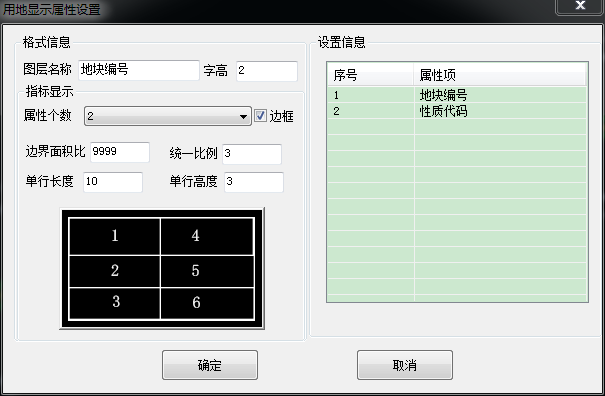 用地显示属性设置
格式信息
图层名称 地块编号 字高 2
指标显示
属性个数 2 边框
边界面积比 9999 统一比例 3
单行长度 10 单行高度 3
1 4
2 5
3 6
设置信息
序号 属性项
1 地块编号
2 性质代码
确定 取消